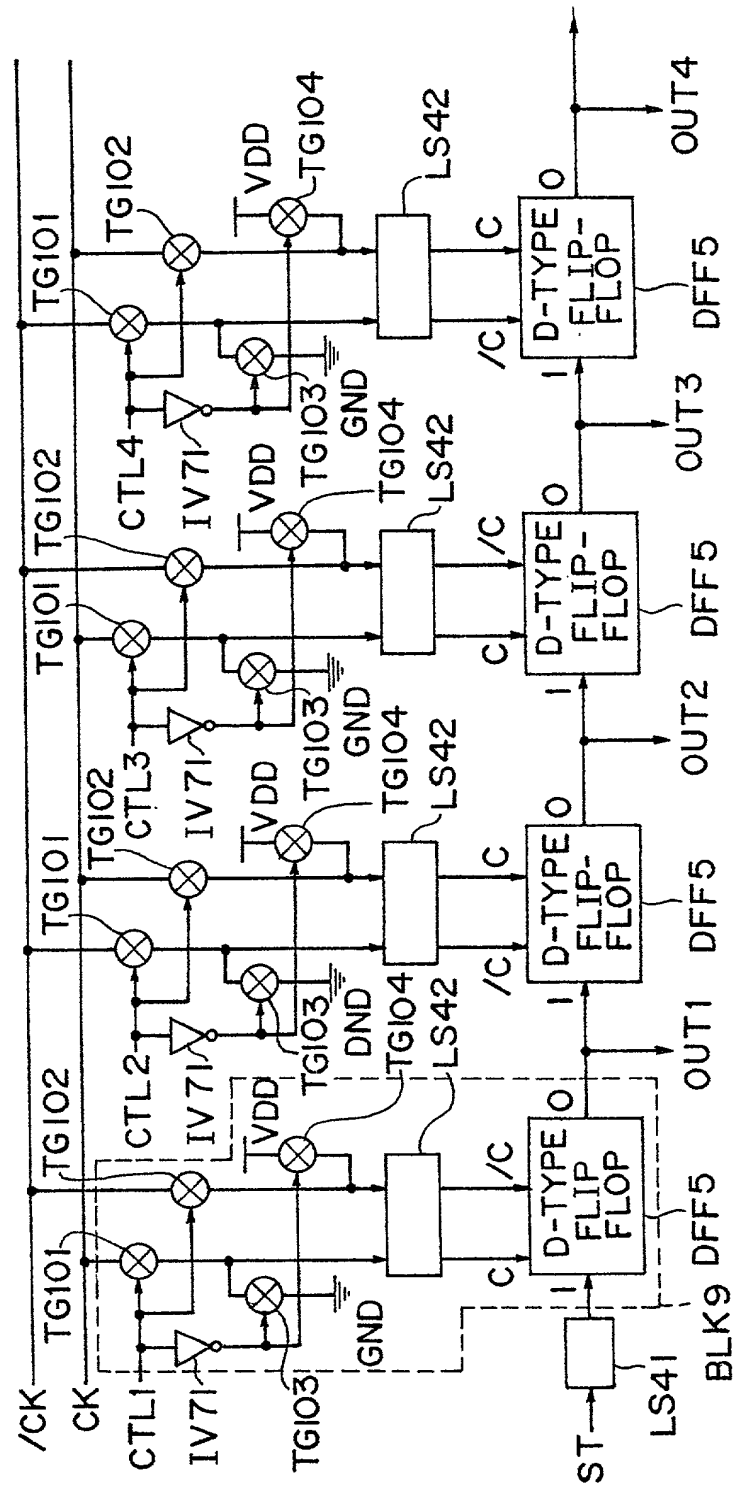 /CK
CK
CTL1
IV71
TG101
TG102
TG103
GND
VDD
TG104
LS42
C
/C
D-TYPE
FLIP
FLOP
I
O
DFF5
BLK9
ST
LS41
OUT1
CTL2
IV71
TG101
TG102
TG103
DND
VDD
TG104
LS42
/C
C
D-TYPE
FLIP-
FLOP
I
O
DFF5
OUT2
CTL3
IV71
TG101
TG102
TG103
GND
VDD
TG104
LS42
C
/C
D-TYPE
FLIP-
FLOP
I
O
DFF5
OUT3
CTL4
IV71
TG101
TG102
TG103
GND
VDD
TG104
LS42
/C
C
D-TYPE
FLIP-
FLOP
I
O
DFF5
OUT4